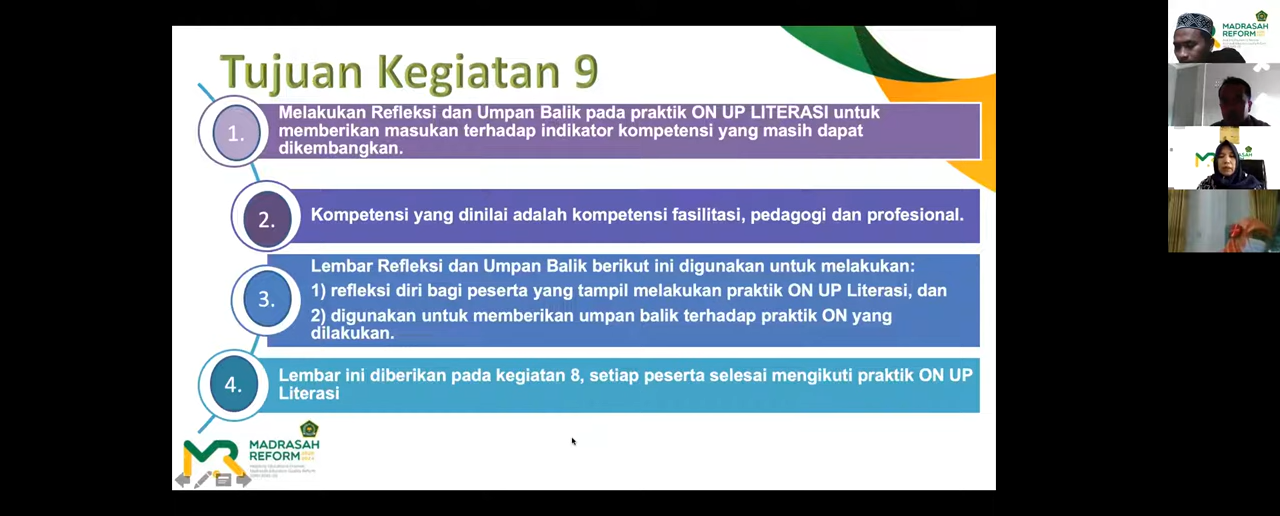 Tujuan Kegiatan 9
1.
Melakukan Refleksi dan Umpan Balik pada praktik ON UP LITERASI untuk
memberikan masukan terhadap indikator kompetensi yang masih dapat
dikembangkan.
2.
Kompetensi yang dinilai adalah kompetensi fasilitasi, pedagogi dan profesional.
3.
Lembar Refleksi dan Umpan Balik berikut ini digunakan untuk melakukan:
1) refleksi diri bagi peserta yang tampil melakukan praktik ON UP Literasi, dan
2) digunakan untuk memberikan umpan balik terhadap praktik ON yang
dilakukan.
4.
Lembar ini diberikan pada kegiatan 8, setiap peserta selesai mengikuti praktik ON UP
Literasi
MADRASAH
REFORM
MADRASAH
REFORM
MADRASAH